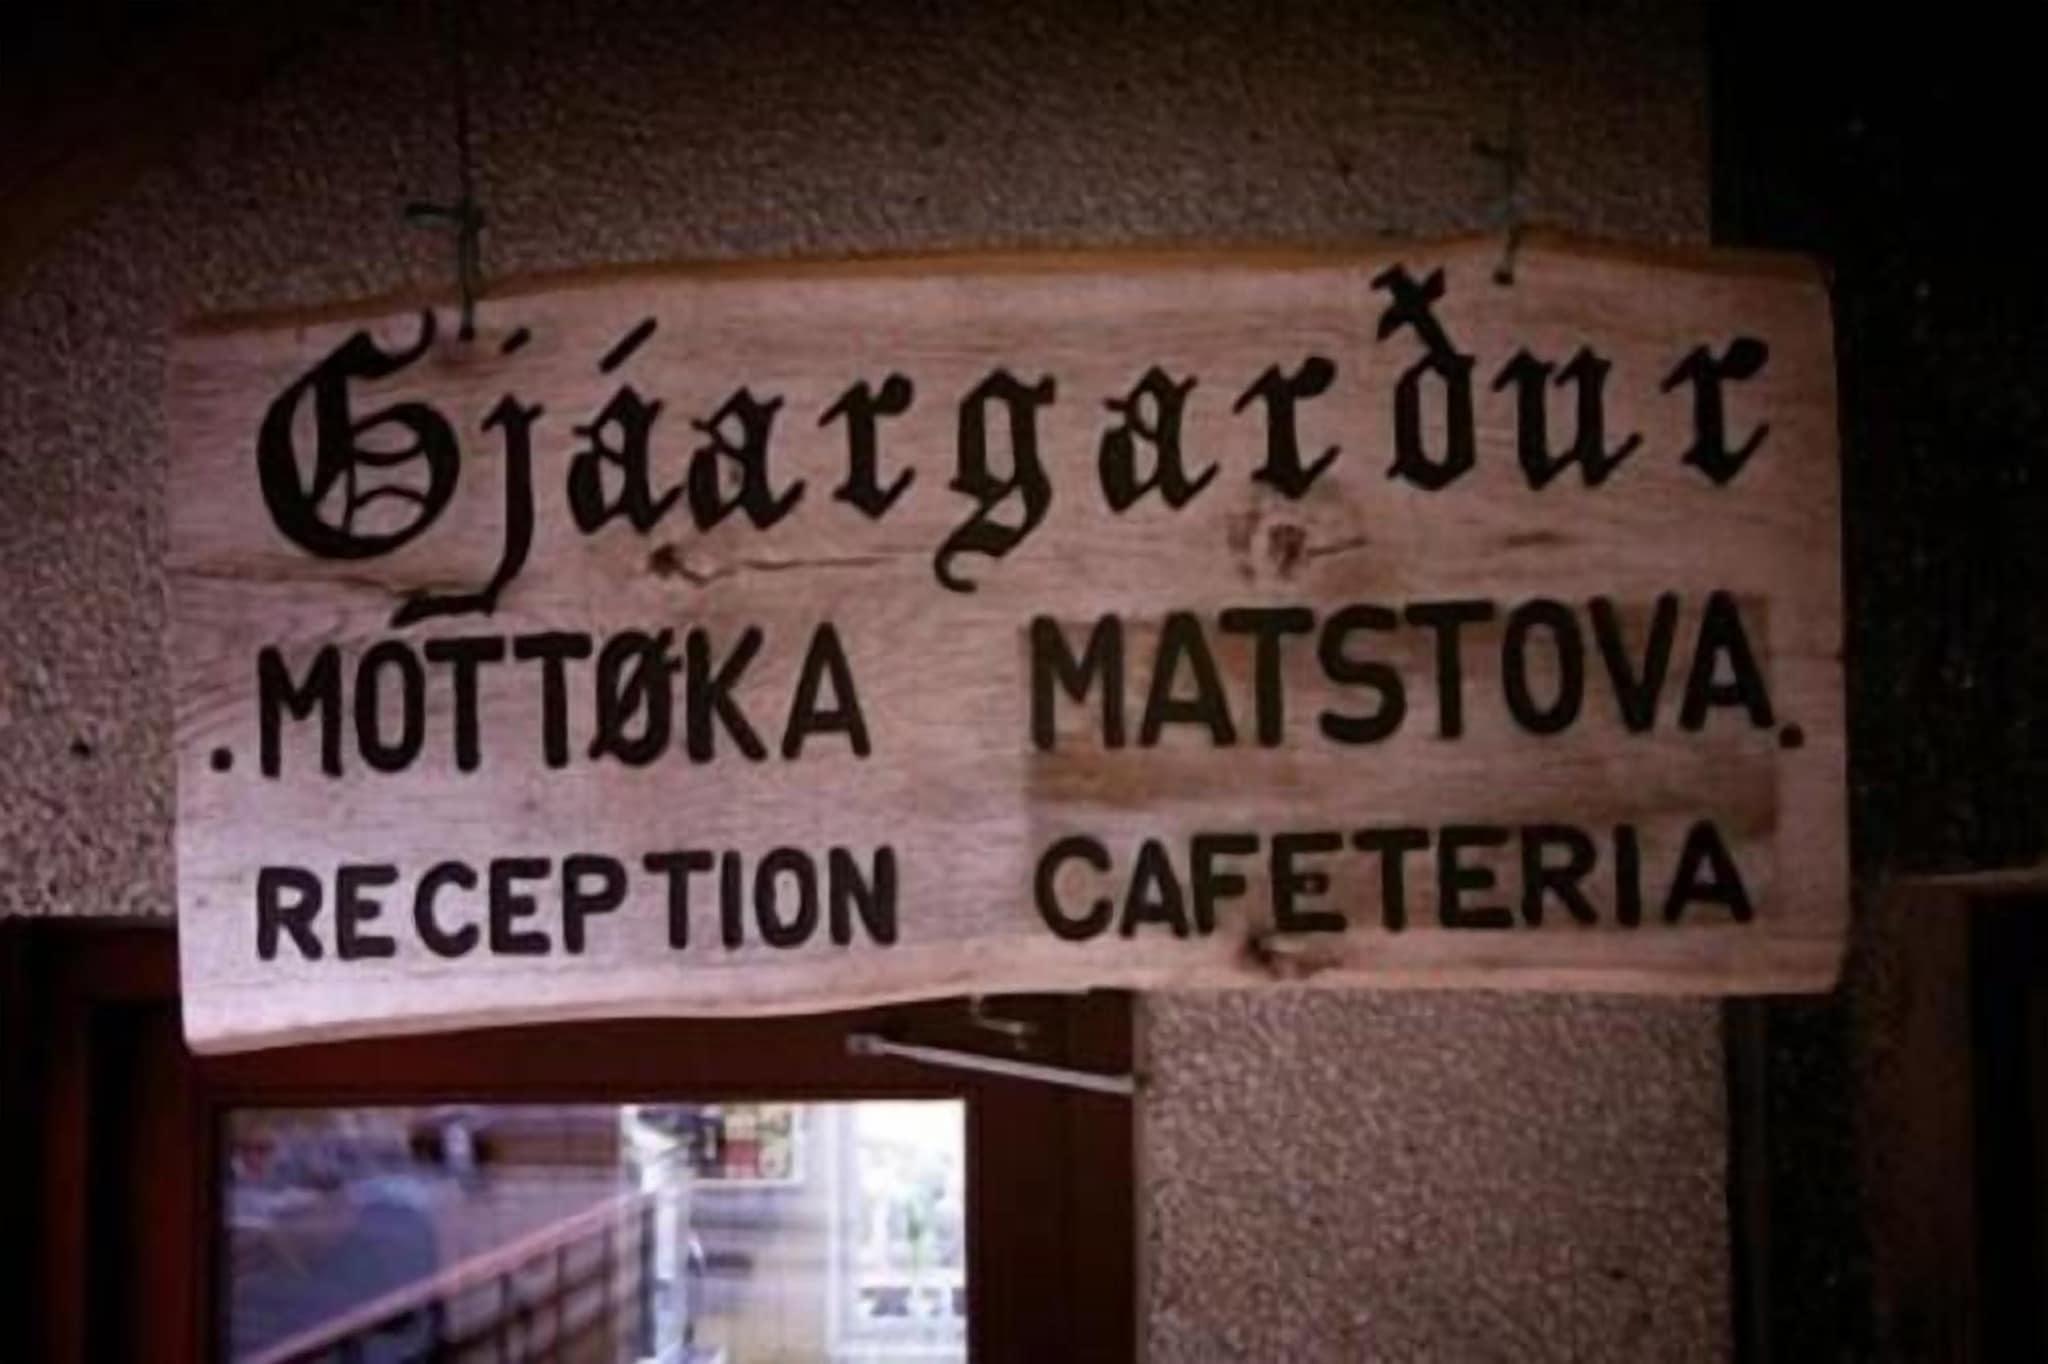 Gjáargarður
.MÓTTØKA MATSTOVA.
RECEPTION CAFETERIA